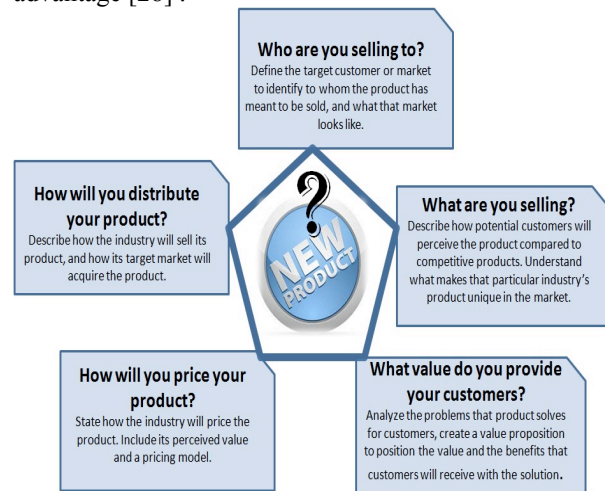 advantage [28] .
Who are you selling to?
Define the target customer or market
to identify to whom the product has
meant to be sold, and what that market
looks like.
How will you distribute
your product?
Describe how the industry will sell its
product, and how its target market will
acquire the product.
What are you selling?
Describe how potential customers will
perceive the product compared to
competitive products. Understand
what makes that particular industry's
product unique in the market.
?
NEW
PRODUCT
How will you price your
product?
State how the industry will price the
product. Include its perceived value
and a pricing model.
What value do you provide
your customers?
Analyze the problems that product solves
for customers, create a value proposition
to position the value and the benefits that
customers will receive with the solution.